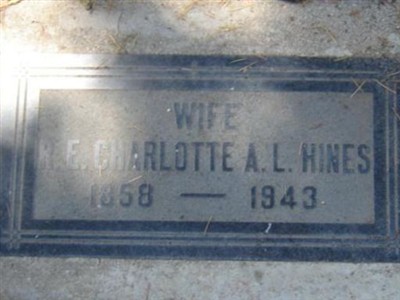 WIFE
H. E. CHARLOTTE A. L. HINES
1858 — 1943